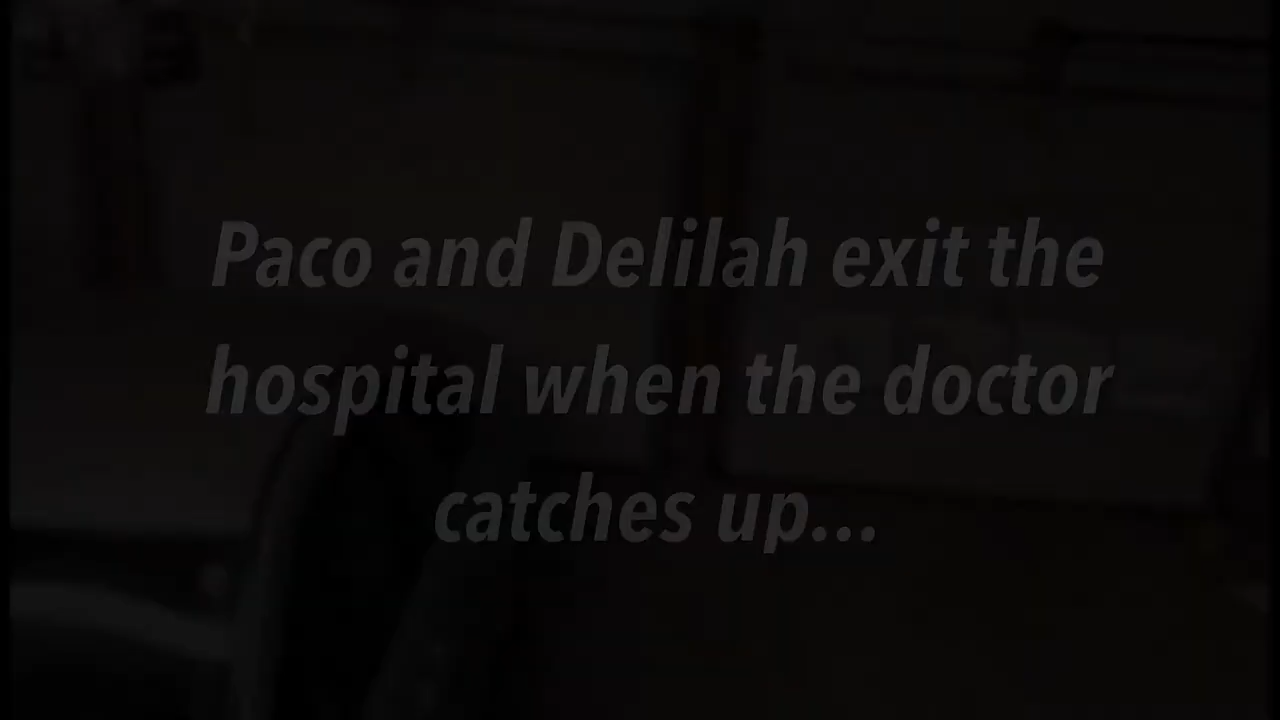 Paco and Delilah exit the
hospital when the doctor
catches up...